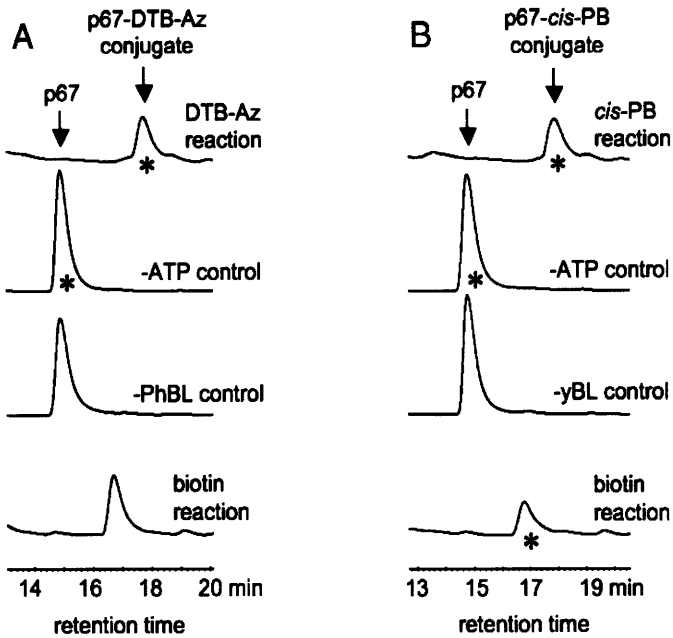 A
p67-DTB-Az
conjugate
p67
DTB-Az
reaction
*
-ATP control
*
-PhBL control
biotin
reaction
14 16 18 20 min
retention time
B
p67-cis-PB
conjugate
p67
cis-PB
reaction
*
-ATP control
*
-yBL control
biotin
reaction
*
13 15 17 19 min
retention time